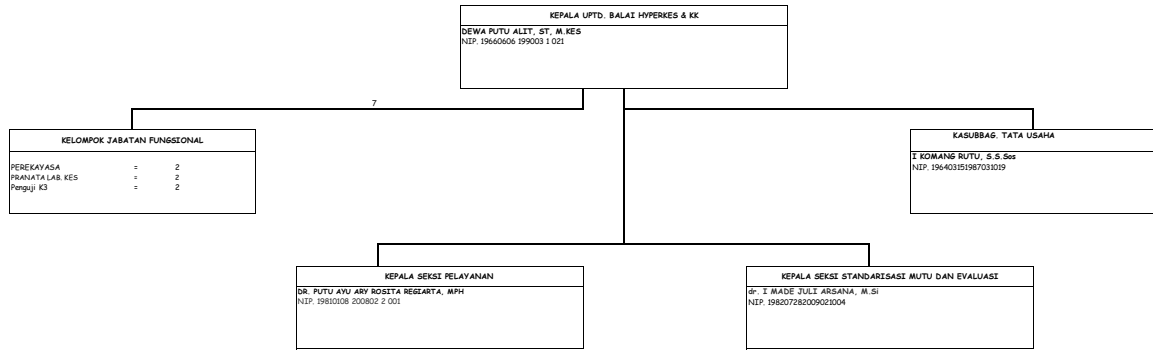 KEPALA UPTD. BALAI HYPERKES & KK
DEWA PUTU ALIT, ST, M.KES
NIP. 19660606 199003 1 021
7
KELOMPOK JABATAN FUNGSIONAL
PEREKAYASA = 2
PRANATA LAB. KES = 2
Penguji K3 = 2
KASUBBAG. TATA USAHA
I KOMANG RUTU, S.S.Sos
NIP. 196403151987031019
KEPALA SEKSI PELAYANAN
DR. PUTU AYU ARY ROSITA REGIARTA, MPH
NIP. 19810108 200802 2 001
KEPALA SEKSI STANDARISASI MUTU DAN EVALUASI
dr. I MADE JULI ARSANA, M.Si
NIP. 198207282009021004